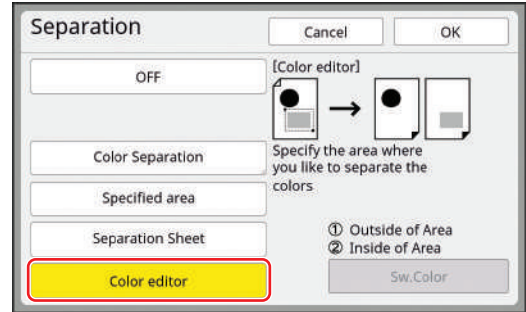 Separation
Cancel
OK
OFF
[Color editor]
Color Separation
Specify the area where
you like to separate the
colors
Specified area
Separation Sheet
① Outside of Area
② Inside of Area
Color editor
Sw.Color